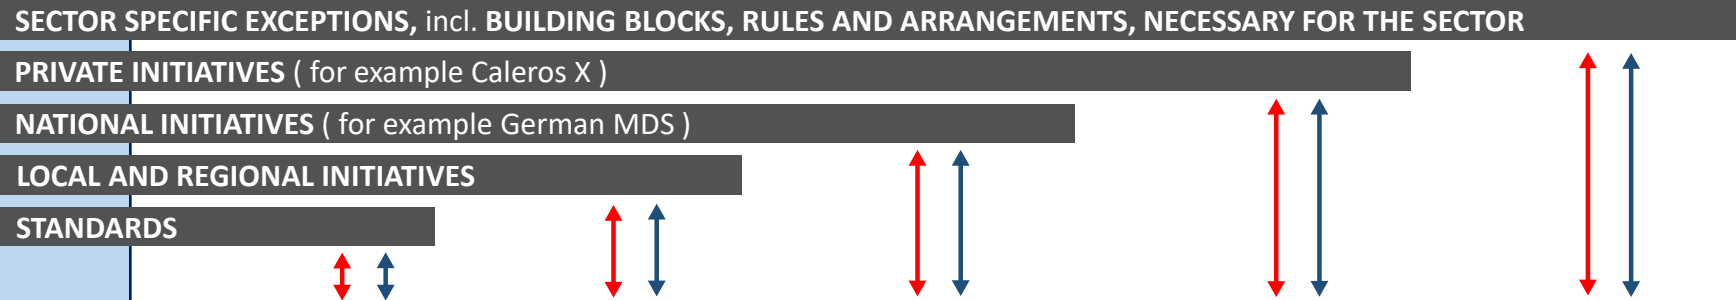 SECTOR SPECIFIC EXCEPTIONS, incl. BUILDING BLOCKS, RULES AND ARRANGEMENTS, NECESSARY FOR THE SECTOR
PRIVATE INITIATIVES ( for example Caleros X )
NATIONAL INITIATIVES ( for example German MDS )
LOCAL AND REGIONAL INITIATIVES
STANDARDS